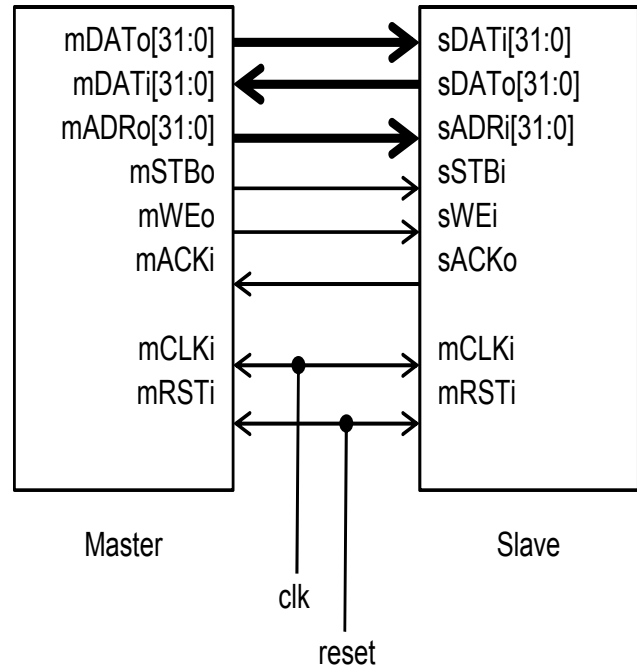 mDATo[31:0] sDATi[31:0]
mDATi[31:0] sDATo[31:0]
mADRo[31:0] sADRi[31:0]
mSTBo sSTBi
mWEo sWEi
mACKi sACKo
mCLKi mCLKi
mRSTi mRSTi
Master Slave
clk
reset